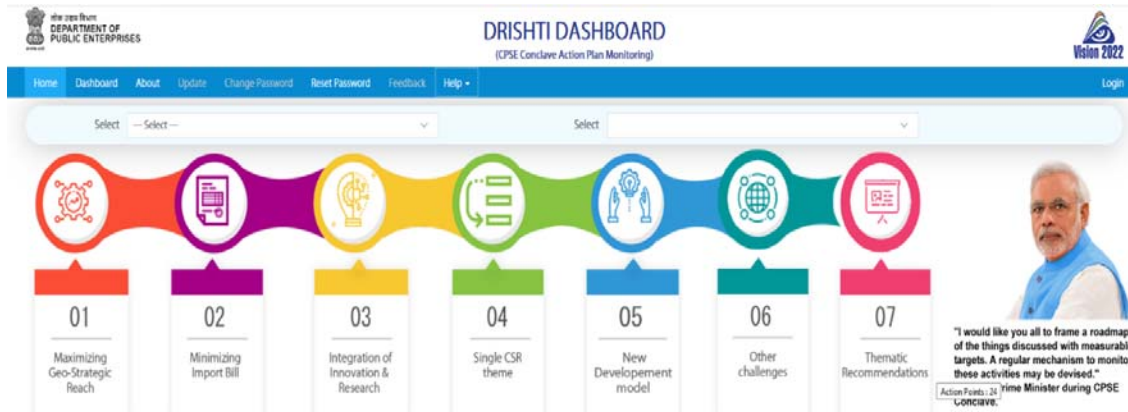 लोक उद्यम विभाग
DEPARTMENT OF
PUBLIC ENTERPRISES
DRISHTI DASHBOARD
(CPSE Conclave Action Plan Monitoring)
Vision 2022
Home Dashboard About Update Change Password Reset Password Feedback Help
Login
Select --- Select ---
Select
01
Maximizing
Geo-Strategic
Reach
02
Minimizing
Import Bill
03
Integration of
Innovation &
Research
04
Single CSR
theme
05
New
Developement
model
06
Other
challenges
07
Thematic
Recommendations
"I would like you all to frame a roadmap
of the things discussed with measurabl
targets. A regular mechanism to monito
these activities may be devised."
Action Points : 24
rime Minister during CPSE
Conclave.